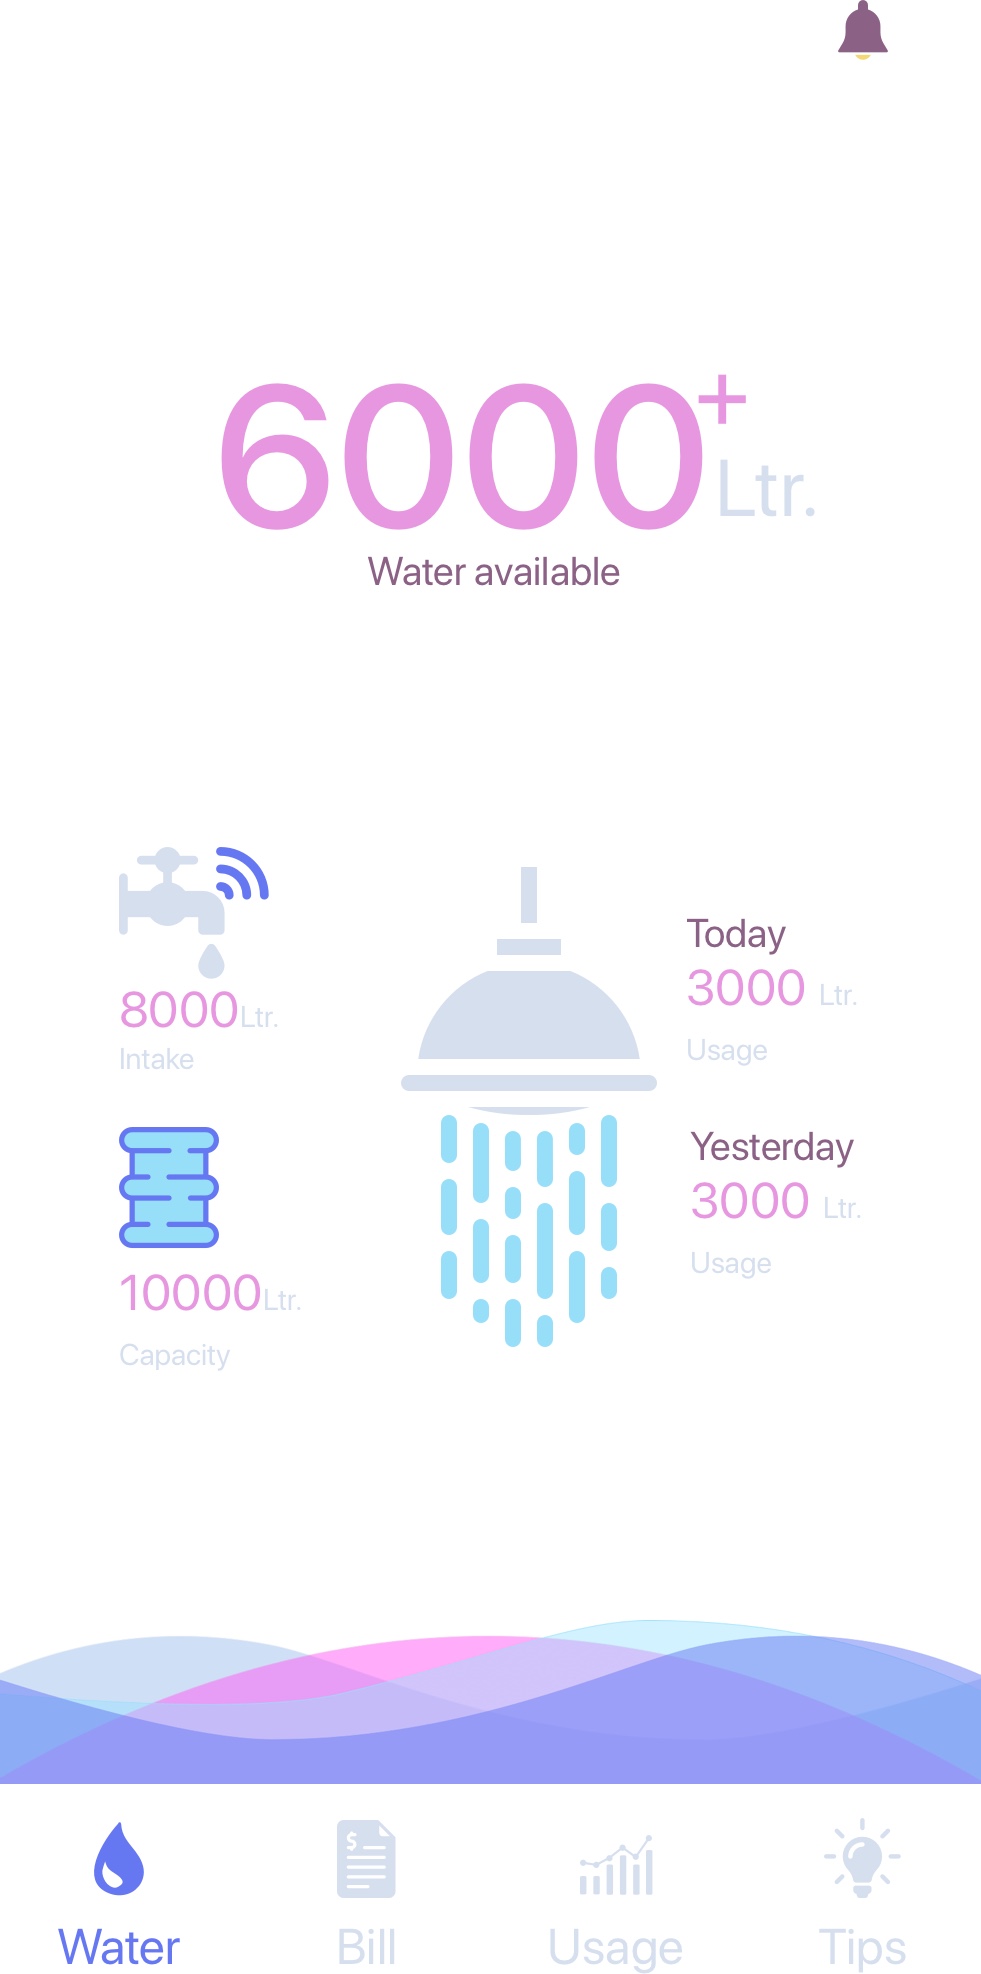 6000+ Ltr.
Water available
8000Ltr.
Intake
10000Ltr.
Capacity
Today
3000 Ltr.
Usage
Yesterday
3000 Ltr.
Usage
$
Water
Bill
Usage
Tips